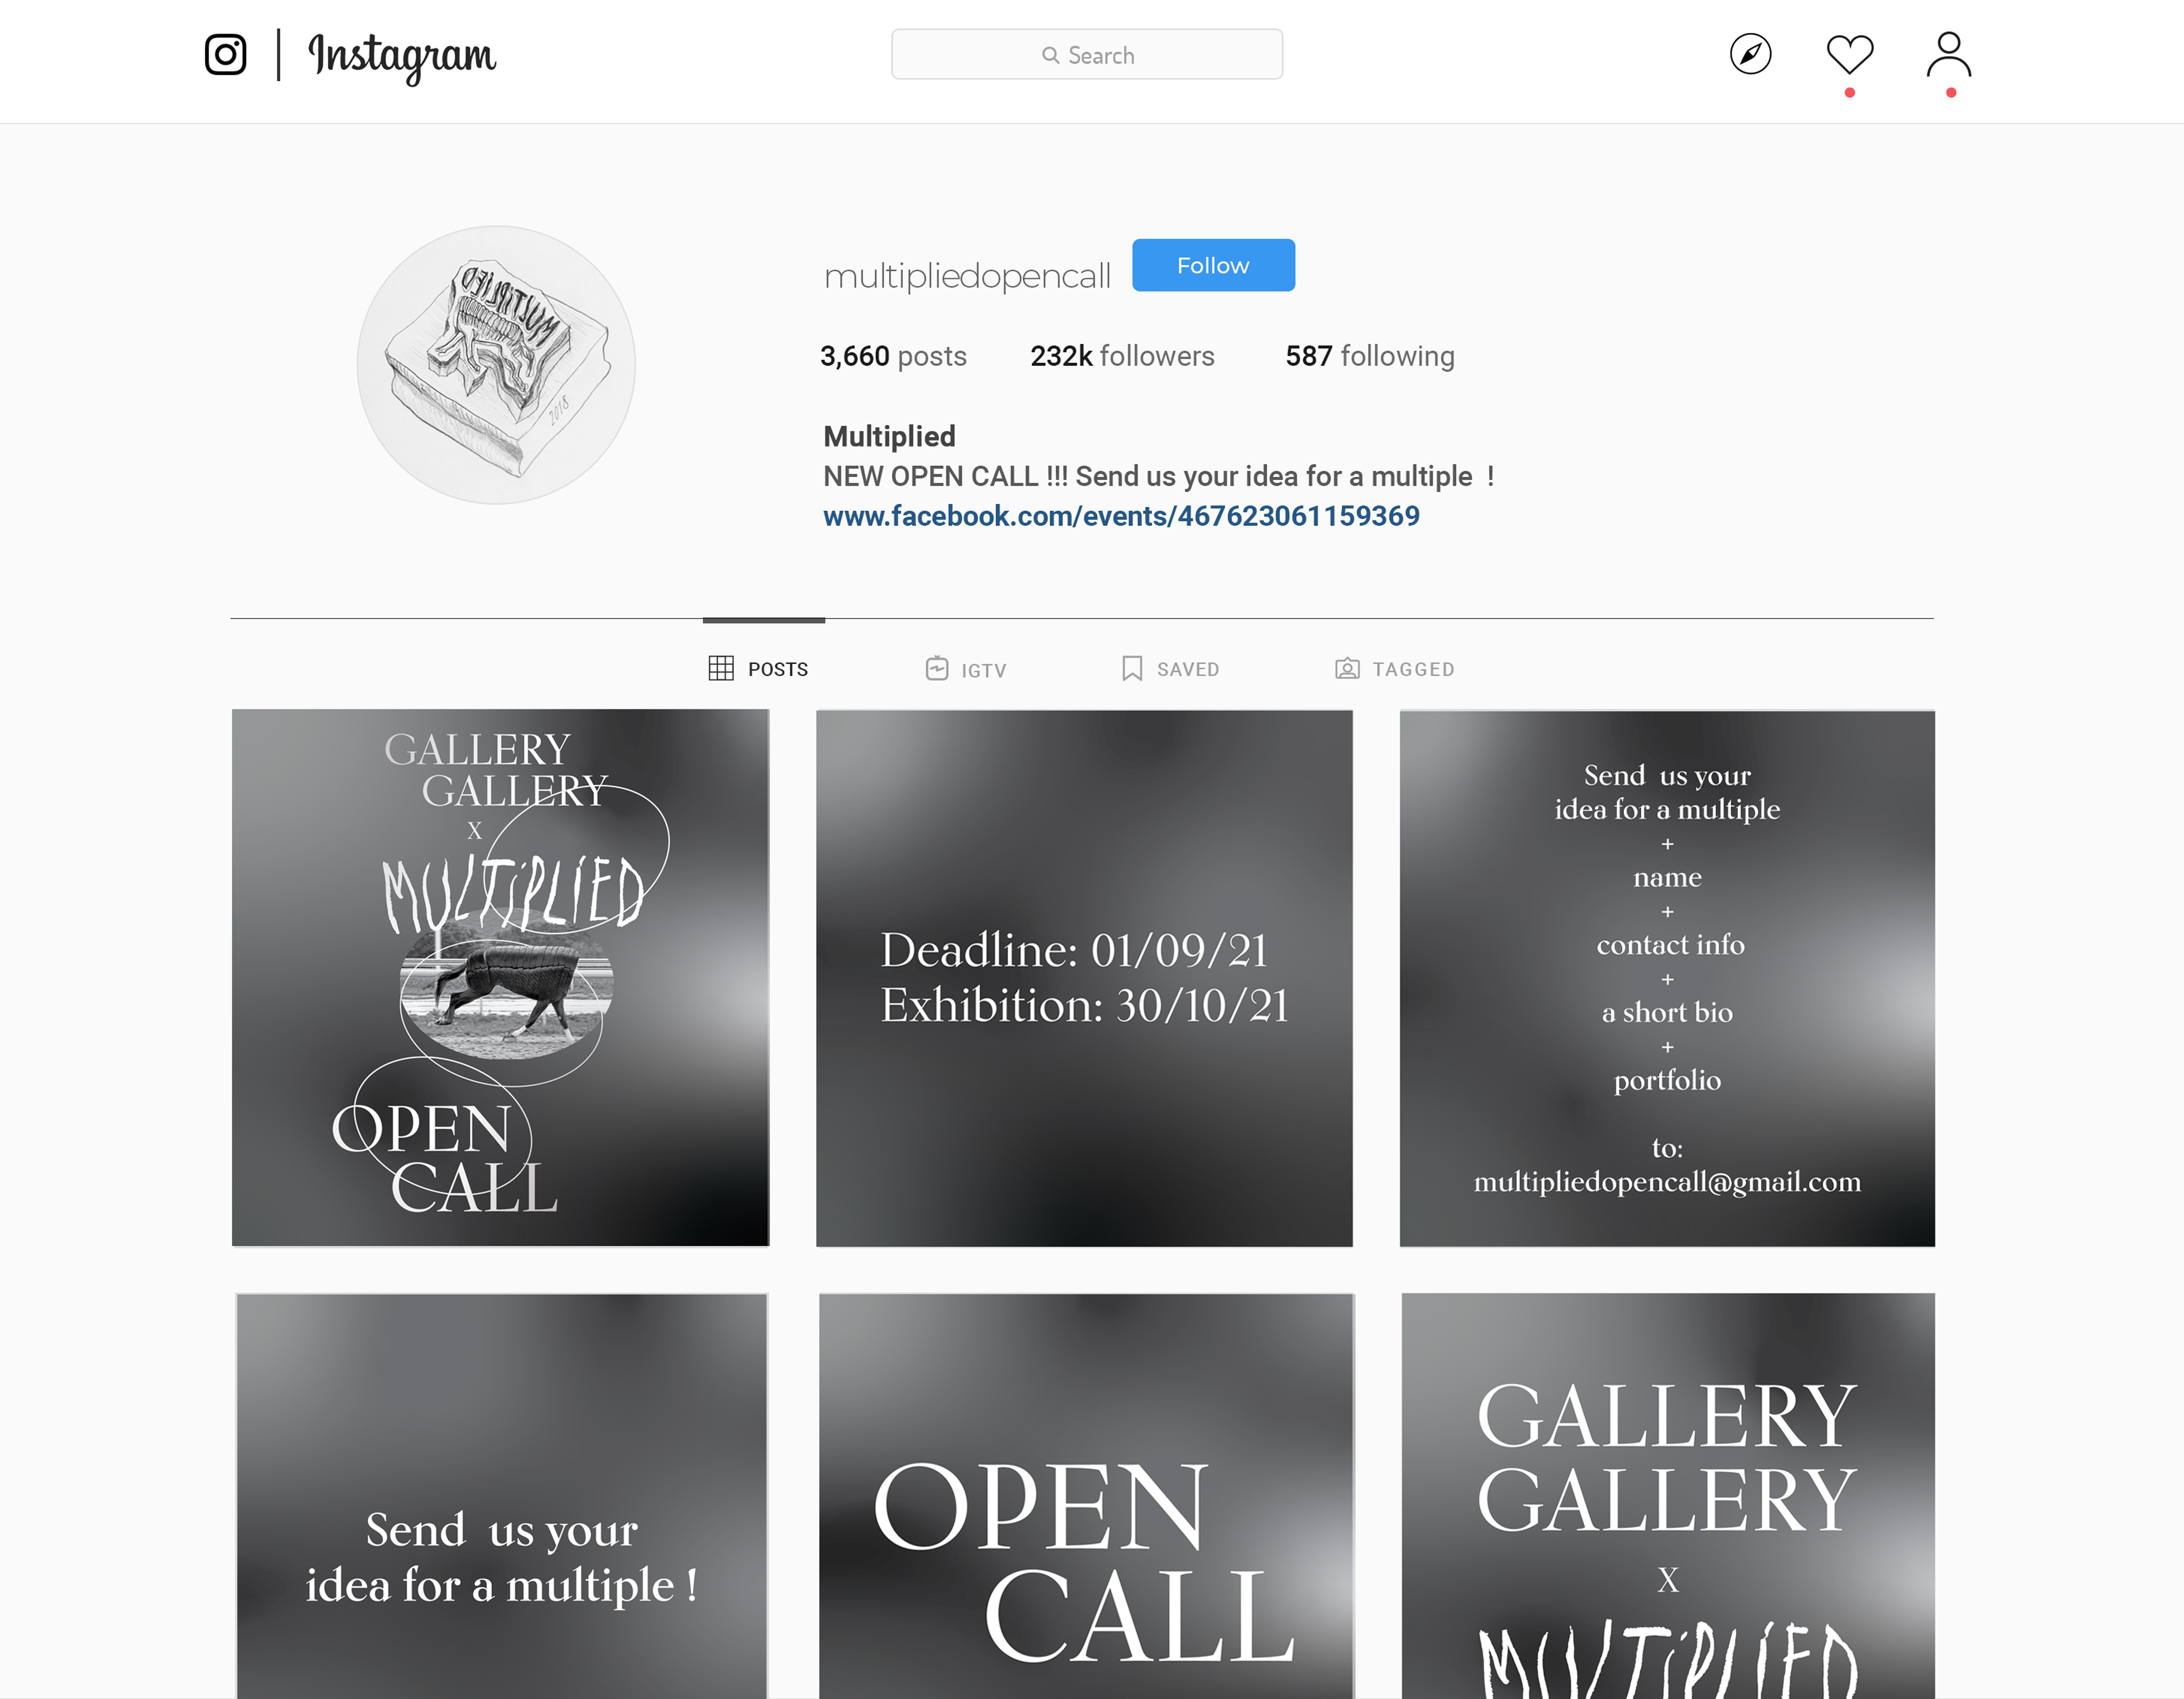 Instagram
Search
multipliedopencall
Follow
3,660 posts
232k followers
587 following
Multiplied
NEW OPEN CALL !!! Send us your idea for a multiple !
www.facebook.com/events/467623061159369
POSTS
IGTV
SAVED
TAGGED
MULTiPLIED
2018
GALLERY
GALLERY
X
MULTiPLIED
OPEN
CALL
Deadline: 01/09/21
Exhibition: 30/10/21
Send us your
idea for a multiple
+
name
+
contact info
+
a short bio
+
portfolio
to:
multipliedopencall@gmail.com
Send us your
idea for a multiple !
OPEN
CALL
GALLERY
GALLERY
X
MULTiPLIED